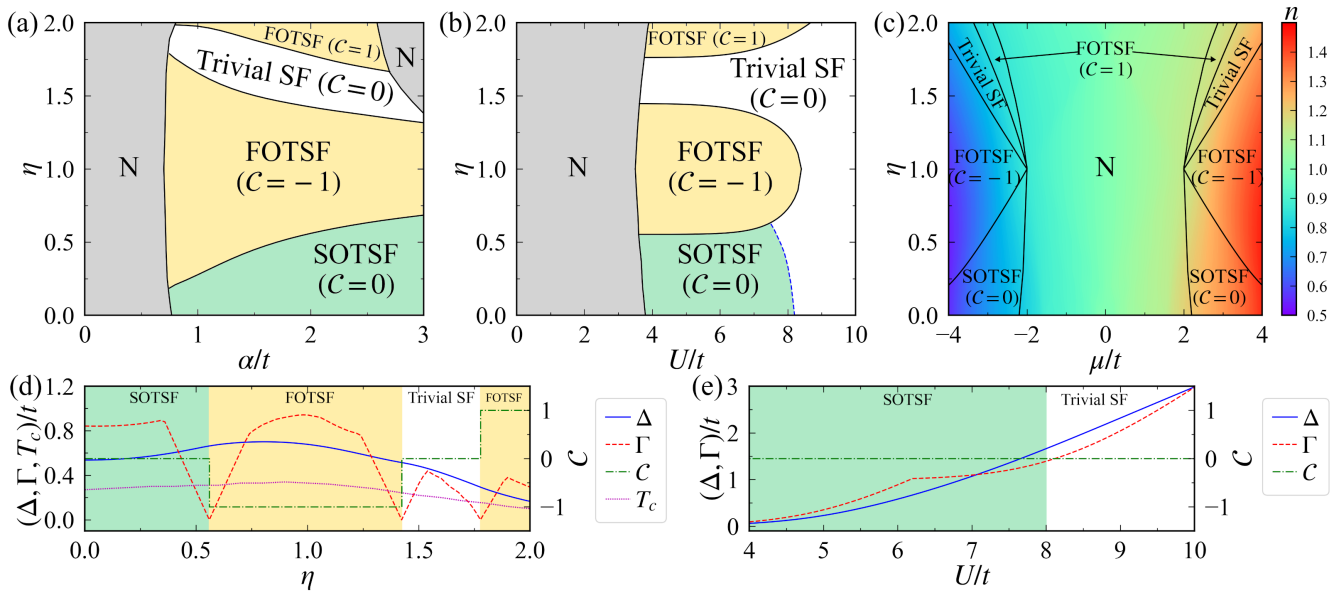 (a)
2.0
1.5
1.0
0.5
0.0
η
FOTSF (𝒞 = 1)
N
Trivial SF (𝒞 = 0)
N
FOTSF
(𝒞 = −1)
SOTSF
(𝒞 = 0)
0
1
2
3
α/t
(b)
2.0
1.5
1.0
0.5
0.0
η
FOTSF (𝒞 = 1)
Trivial SF
(𝒞 = 0)
N
FOTSF
(𝒞 = −1)
SOTSF
(𝒞 = 0)
0
2
4
6
8
10
U/t
(c)
2.0
1.5
1.0
0.5
0.0
η
FOTSF
(𝒞 = 1)
Trivial SF
Trivial SF
FOTSF
(𝒞 = −1)
N
FOTSF
(𝒞 = −1)
SOTSF
(𝒞 = 0)
SOTSF
(𝒞 = 0)
−4
−2
0
2
4
μ/t
n
1.4
1.3
1.2
1.1
1.0
0.9
0.8
0.7
0.6
0.5
(d)
1.2
0.8
0.4
0.0
(Δ, Γ, T_c)/t
SOTSF
FOTSF
Trivial SF
FOTSF
1
0
−1
𝒞
0.0
0.5
1.0
1.5
2.0
η
Δ
Γ
𝒞
T_c
(e)
3
2
1
0
(Δ, Γ)/t
SOTSF
Trivial SF
1
0
−1
𝒞
4
5
6
7
8
9
10
U/t
Δ
Γ
𝒞